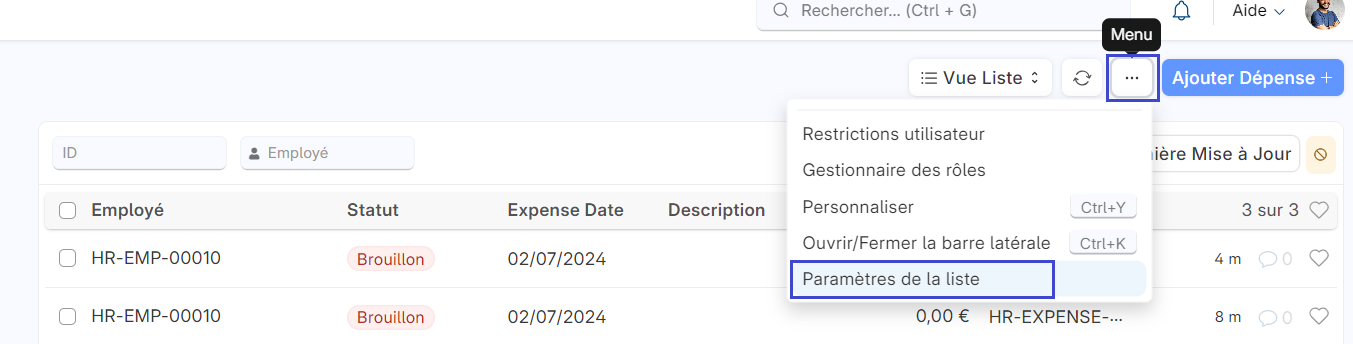 Rechercher... (Ctrl + G)
Aide
Menu
Vue Liste
Ajouter Dépense +
ID
Employé
Restrictions utilisateur
Gestionnaire des rôles
Personnaliser Ctrl+Y
Ouvrir/Fermer la barre latérale Ctrl+K
Paramètres de la liste
Mise à Jour
Employé Statut Expense Date Description 3 sur 3
HR-EMP-00010 Brouillon 02/07/2024 4 m 0
HR-EMP-00010 Brouillon 02/07/2024 0,00 € HR-EXPENSE-... 8 m 0